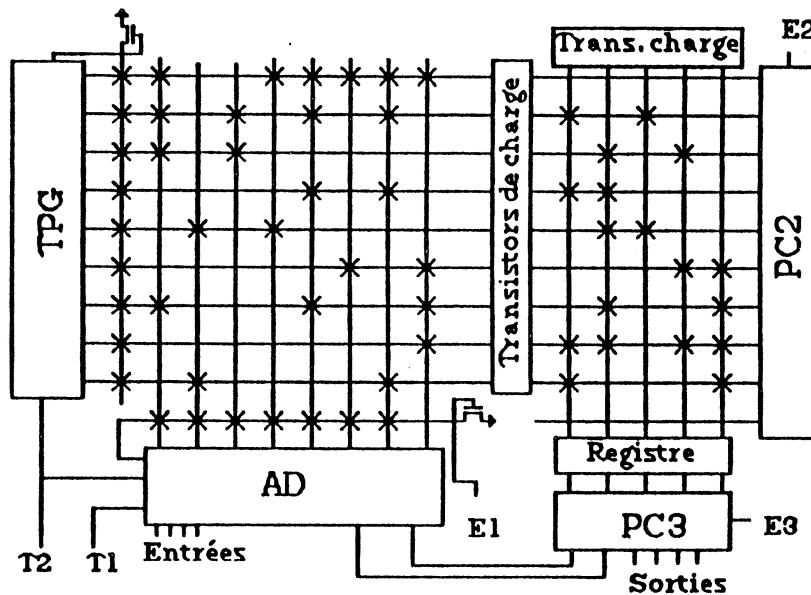 E2
Trans. charge
Transistors de charge
TPG
PC2
Registre
AD
E1
PC3
E3
T2
T1
Entrées
Sorties